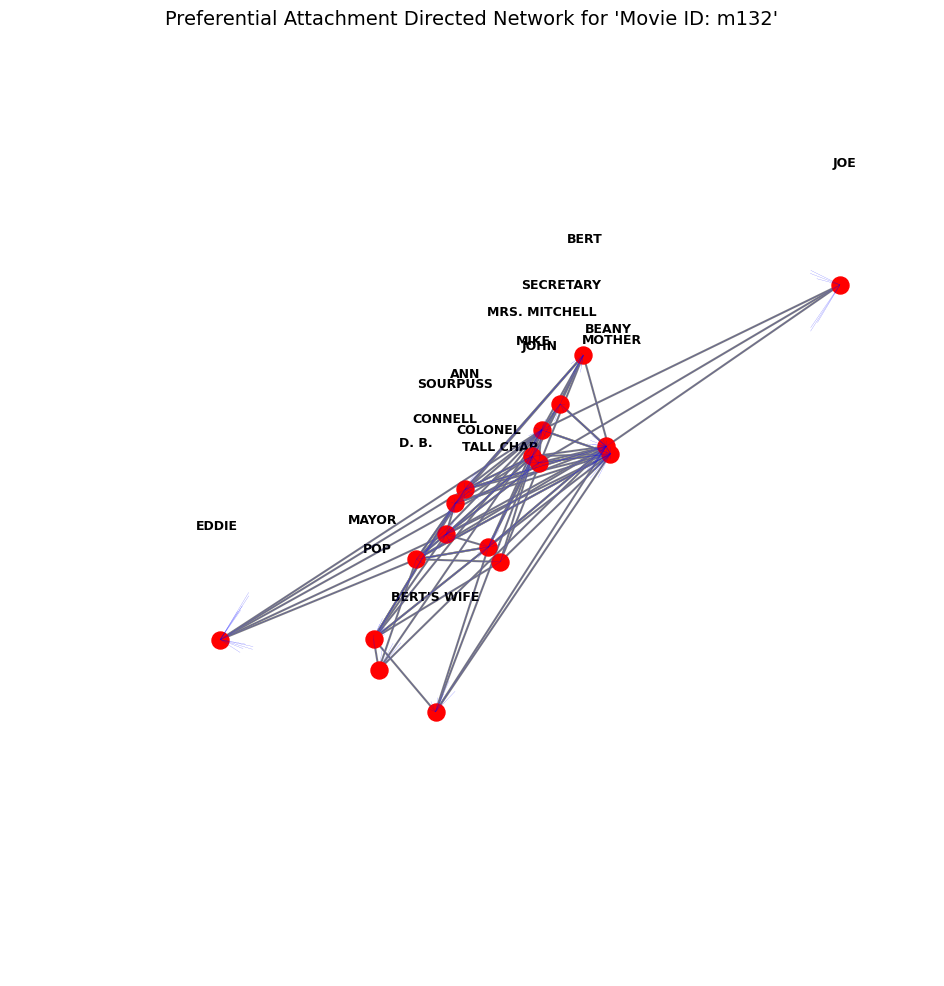 Preferential Attachment Directed Network for 'Movie ID: m132'
JOE
BERT
SECRETARY
MRS. MITCHELL
BEANY
MIKE
MOTHER
JOHN
ANN
SOURPUSS
CONNELL
COLONEL
D. B.
TALL CHAP
MAYOR
EDDIE
POP
BERT'S WIFE